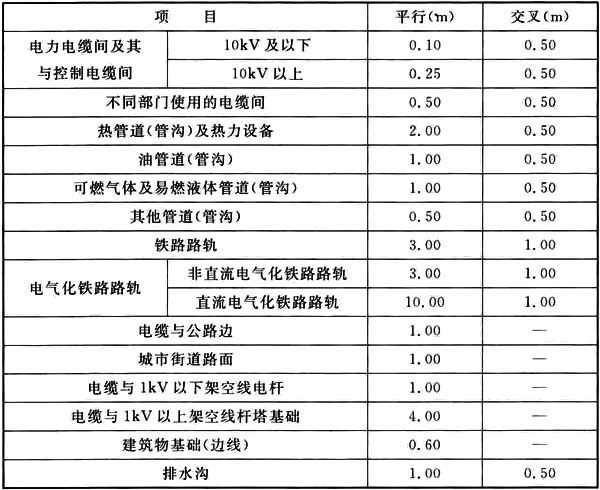 项 目 平行(m) 交叉(m)
电力电缆间及其与控制电缆间 10kV 及以下 0.10 0.50
10kV 以上 0.25 0.50
不同部门使用的电缆间 0.50 0.50
热管道(管沟)及热力设备 2.00 0.50
油管道(管沟) 1.00 0.50
可燃气体及易燃液体管道(管沟) 1.00 0.50
其他管道(管沟) 0.50 0.50
铁路路轨 3.00 1.00
电气化铁路路轨 非直流电气化铁路路轨 3.00 1.00
直流电气化铁路路轨 10.00 1.00
电缆与公路边 1.00 —
城市街道路面 1.00 —
电缆与 1kV 以下架空线电杆 1.00 —
电缆与 1kV 以上架空线杆塔基础 4.00 —
建筑物基础(边线) 0.60 —
排水沟 1.00 0.50